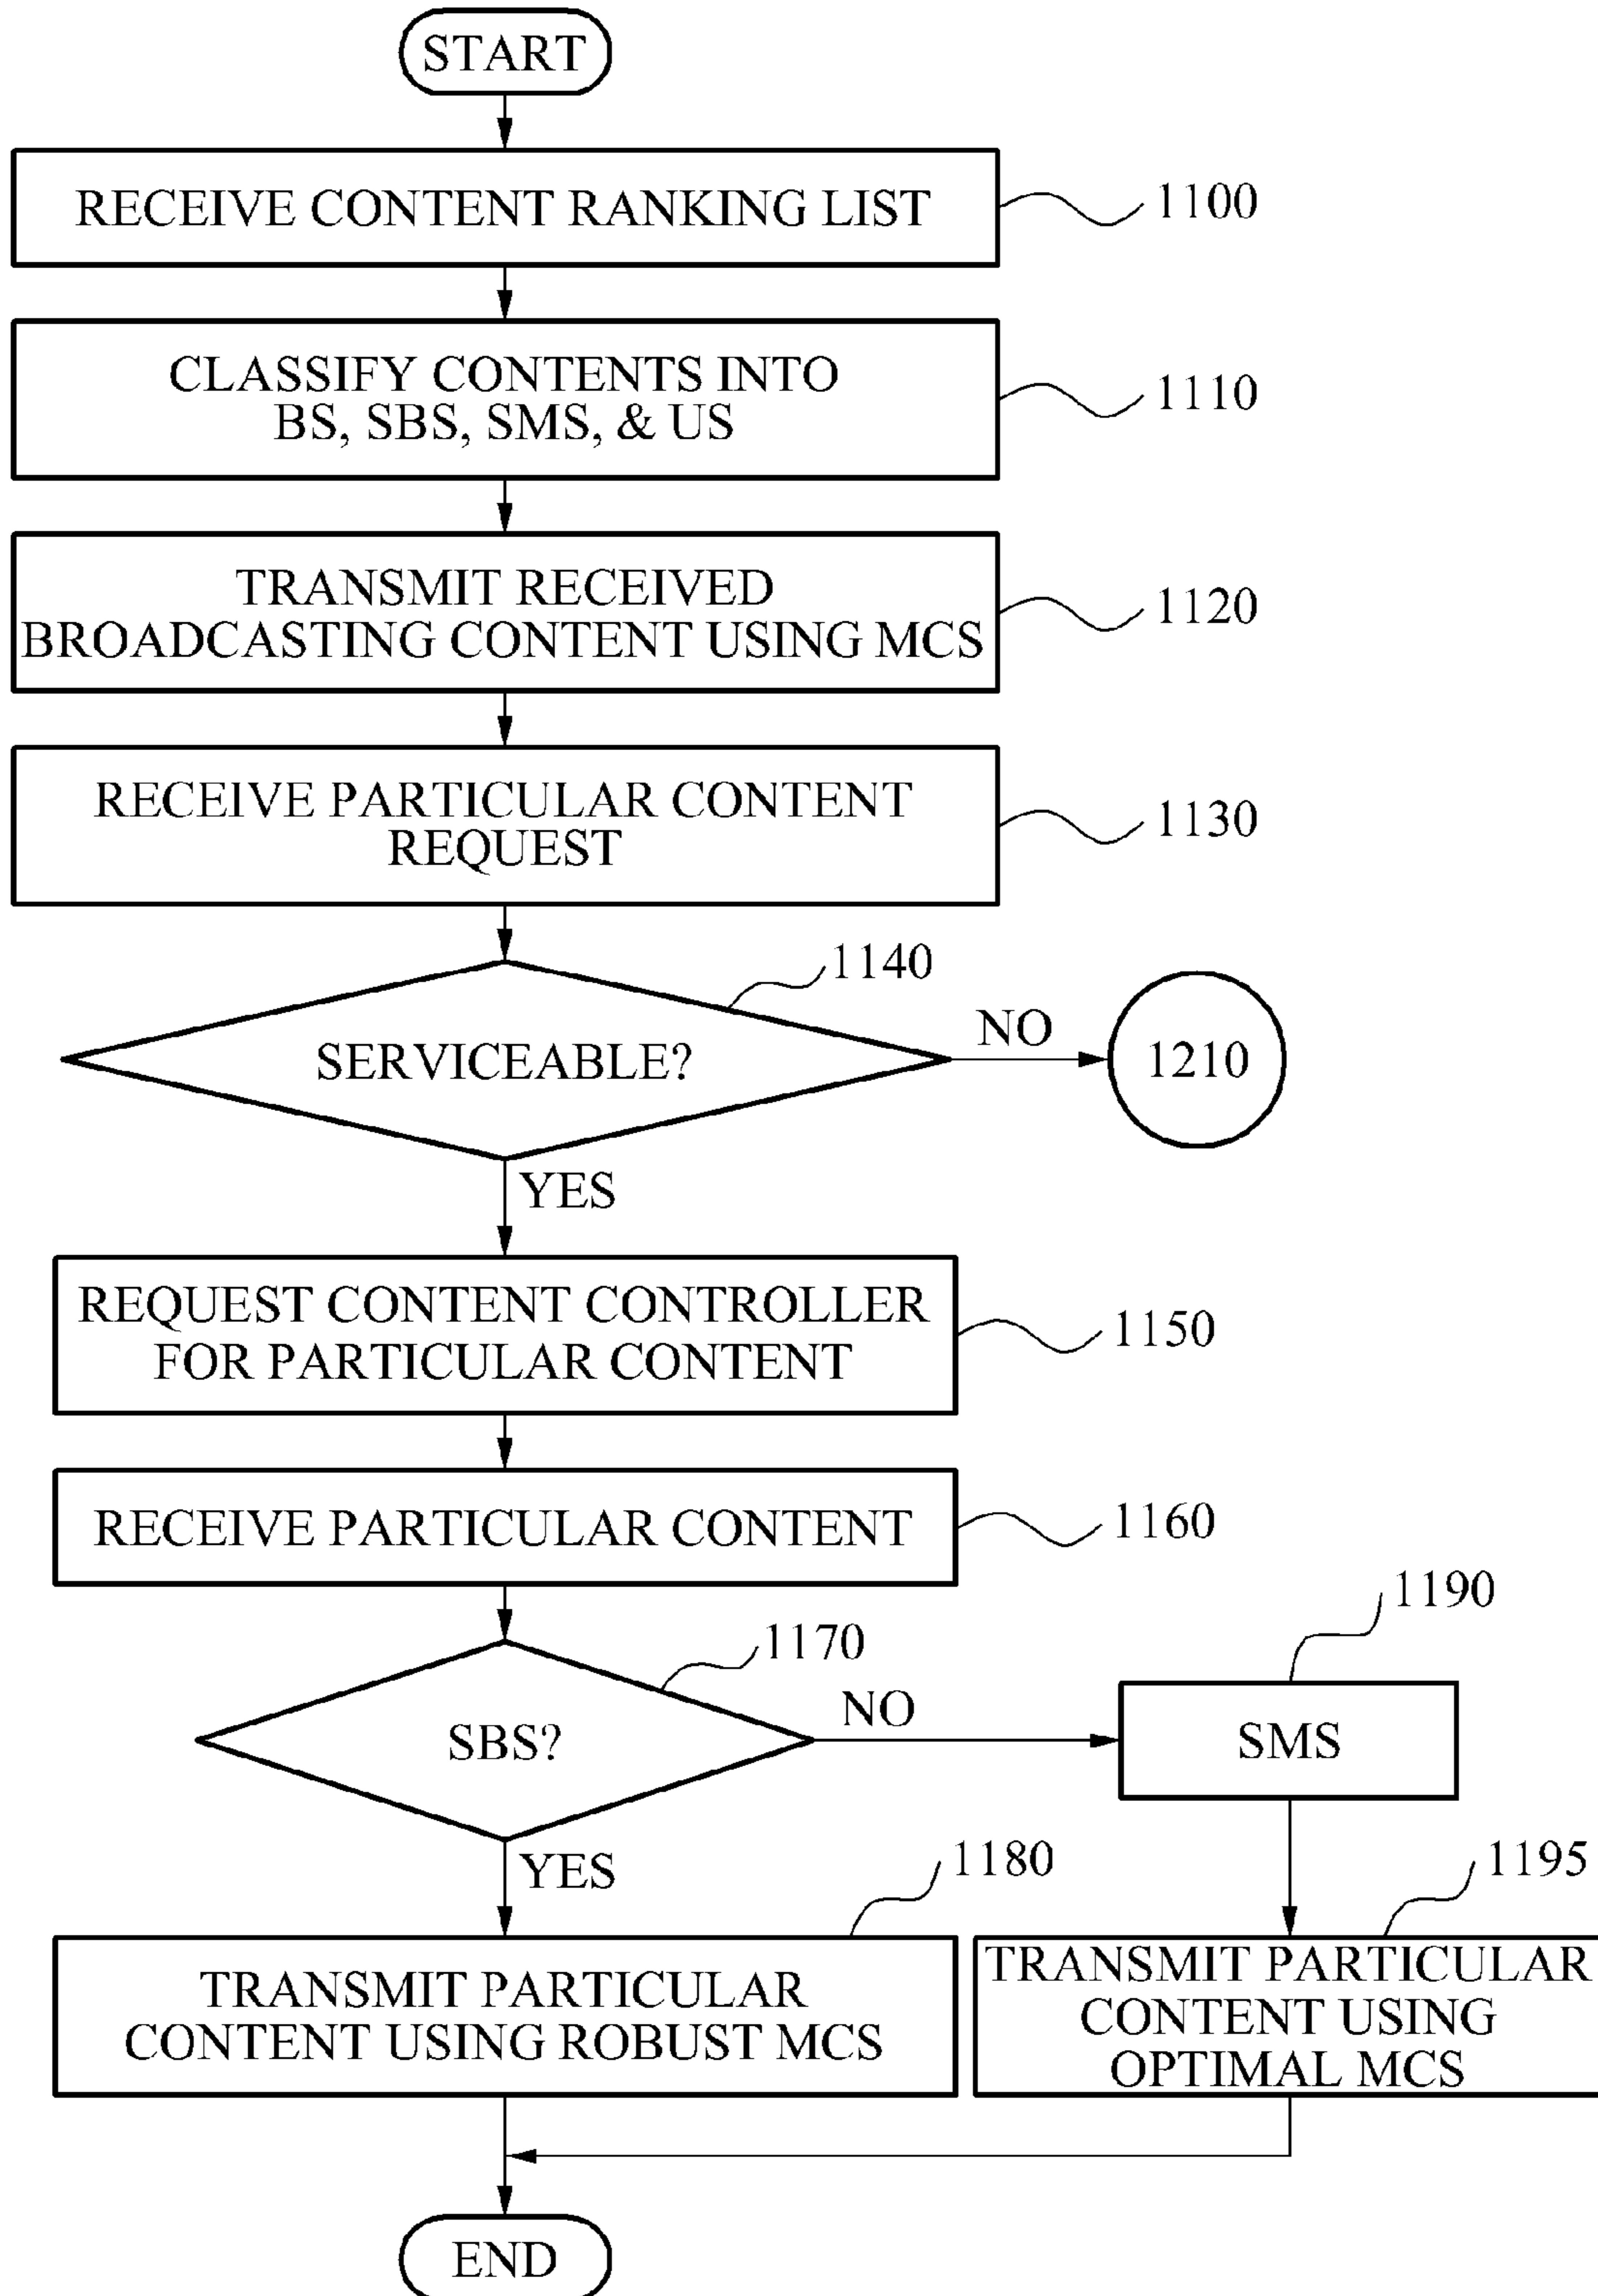 START
RECEIVE CONTENT RANKING LIST
1100
CLASSIFY CONTENTS INTO
BS, SBS, SMS, & US
1110
TRANSMIT RECEIVED
BROADCASTING CONTENT USING MCS
1120
RECEIVE PARTICULAR CONTENT
REQUEST
1130
1140
SERVICEABLE?
NO
1210
YES
REQUEST CONTENT CONTROLLER
FOR PARTICULAR CONTENT
1150
RECEIVE PARTICULAR CONTENT
1160
1170
SBS?
NO
1190
SMS
YES
1180
TRANSMIT PARTICULAR
CONTENT USING ROBUST MCS
1195
TRANSMIT PARTICULAR
CONTENT USING
OPTIMAL MCS
END